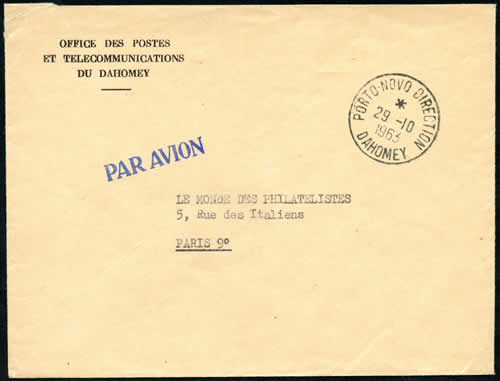 OFFICE DES POSTES
ET TELECOMMUNICATIONS
DU DAHOMEY
PORTO-NOVO DIRECTION
*
29 -10
1963
DAHOMEY
PAR AVION
LE MONDE DES PHILATELISTES
5, Rue des Italiens
PARIS 9º